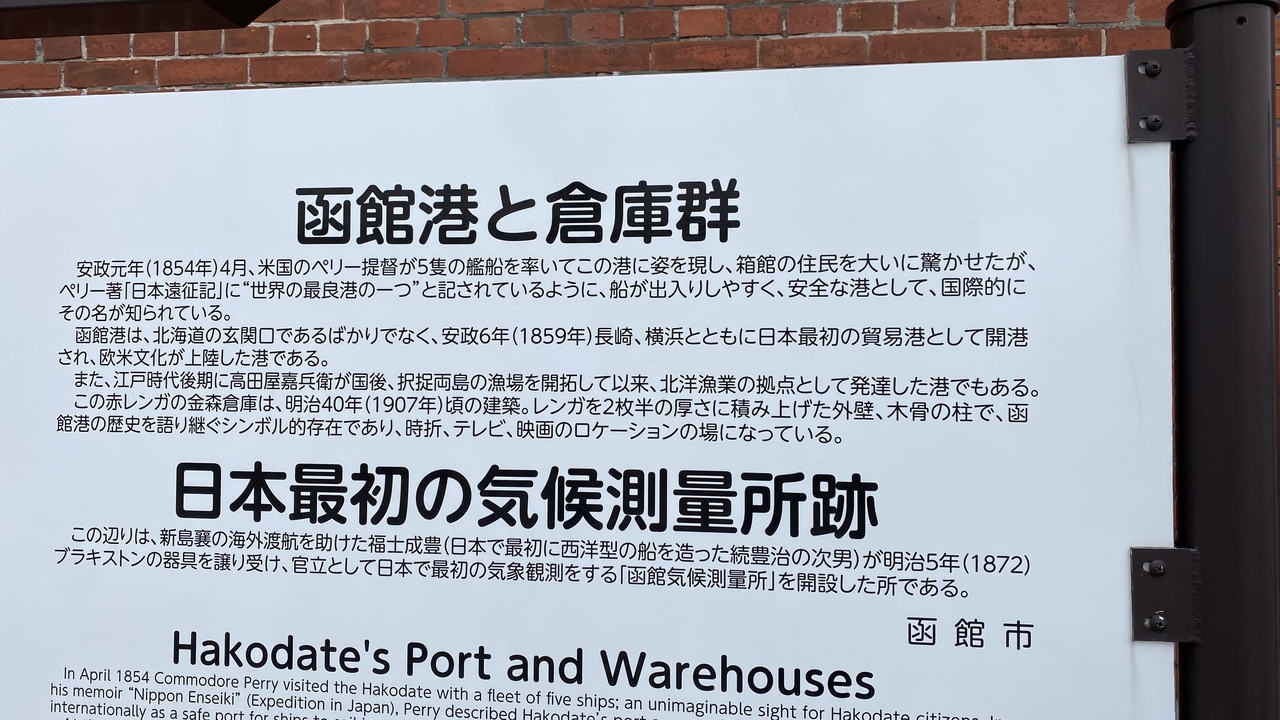 函館港と倉庫群
安政元年(1854年)4月、米国のペリー提督が5隻の艦船を率いてこの港に姿を現し、箱館の住民を大いに驚かせたが、
ペリー著「日本遠征記」に“世界の最良港の一つ”と記されているように、船が出入りしやすく、安全な港として、国際的に
その名が知られている。
函館港は、北海道の玄関口であるばかりでなく、安政6年(1859年)長崎、横浜とともに日本最初の貿易港として開港
され、欧米文化が上陸した港である。
また、江戸時代後期に高田屋嘉兵衛が国後、択捉両島の漁場を開拓して以来、北洋漁業の拠点として発達した港でもある。
この赤レンガの金森倉庫は、明治40年(1907年)頃の建築。レンガを2枚半の厚さに積み上げた外壁、木骨の柱で、函
館港の歴史を語り継ぐシンボル的存在であり、時折、テレビ、映画のロケーションの場になっている。
日本最初の気候測量所跡
この辺りは、新島襄の海外渡航を助けた福士成豊(日本で最初に西洋型の船を造った続豊治の次男)が明治5年(1872)
ブラキストンの器具を譲り受け、官立として日本で最初の気象観測をする「函館気候測量所」を開設した所である。
函館市
Hakodate's Port and Warehouses
In April 1854 Commodore Perry visited the Hakodate with a fleet of five ships; an unimaginable sight for Hakodate citizens. In
his memoir “Nippon Enseiki” (Expedition in Japan), Perry described Hakodate's port
internationally as a safe port for ships to